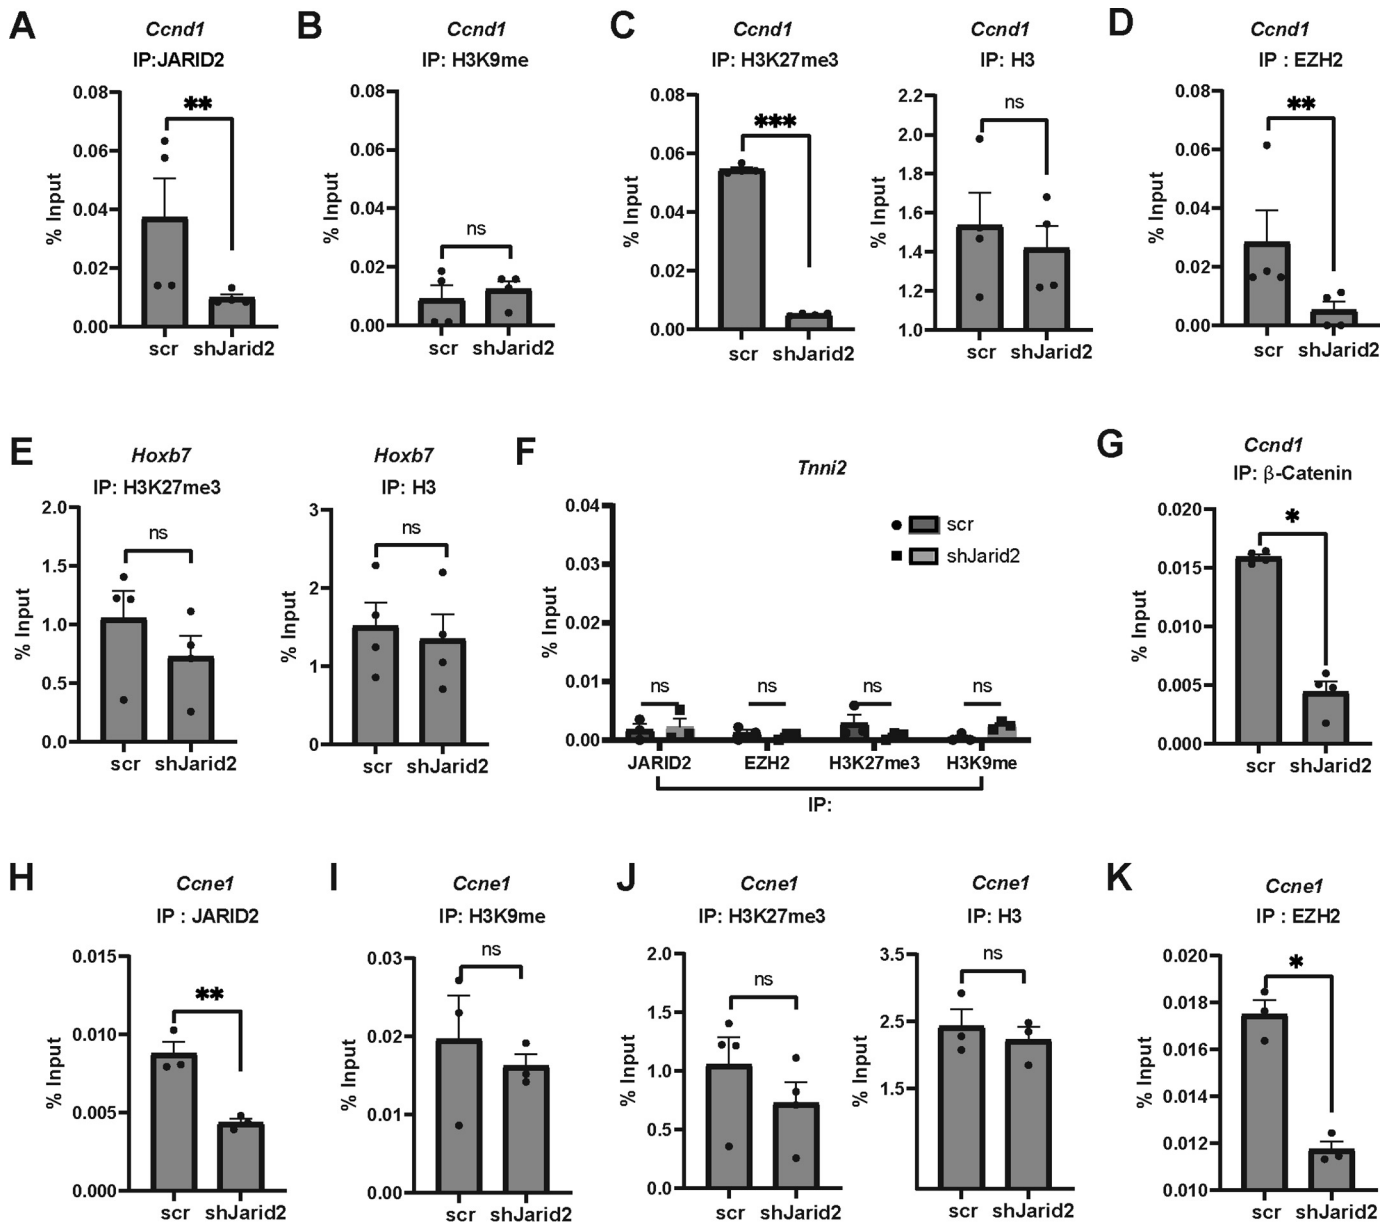 A
Ccnd1
IP:JARID2
**
0.08
0.06
0.04
0.02
0.00
% Input
scr shJarid2
B
Ccnd1
IP: H3K9me
ns
0.08
0.06
0.04
0.02
0.00
% Input
scr shJarid2
C
Ccnd1
IP: H3K27me3
***
0.08
0.06
0.04
0.02
0.00
% Input
scr shJarid2
Ccnd1
IP: H3
ns
2.2
2.0
1.8
1.6
1.4
1.2
1.0
% Input
scr shJarid2
D
Ccnd1
IP : EZH2
**
0.08
0.06
0.04
0.02
0.00
% Input
scr shJarid2
E
Hoxb7
IP: H3K27me3
ns
2.0
1.5
1.0
0.5
0.0
% Input
scr shJarid2
Hoxb7
IP: H3
ns
3
2
1
0
% Input
scr shJarid2
F
Tnni2
scr
shJarid2
0.04
0.03
0.02
0.01
0.00
% Input
ns ns ns ns
JARID2 EZH2 H3K27me3 H3K9me
IP:
G
Ccnd1
IP: β-Catenin
*
0.020
0.015
0.010
0.005
0.000
% Input
scr shJarid2
H
Ccne1
IP : JARID2
**
0.015
0.010
0.005
0.000
% Input
scr shJarid2
I
Ccne1
IP: H3K9me
ns
0.03
0.02
0.01
0.00
% Input
scr shJarid2
J
Ccne1
IP: H3K27me3
ns
2.0
1.5
1.0
0.5
0.0
% Input
scr shJarid2
Ccne1
IP: H3
ns
3.5
2.5
1.5
% Input
scr shJarid2
K
Ccne1
IP : EZH2
*
0.020
0.018
0.016
0.014
0.012
0.010
% Input
scr shJarid2